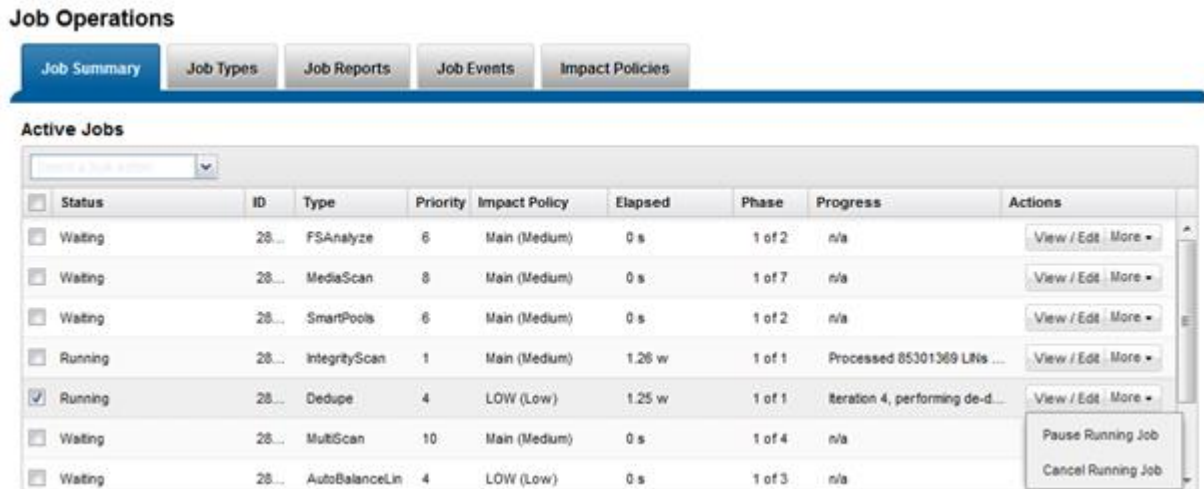 Job Operations
Job Summary Job Types Job Reports Job Events Impact Policies
Active Jobs
Status ID Type Priority Impact Policy Elapsed Phase Progress Actions
Waiting 28... FSAnalyze 6 Main (Medium) 0 s 1 of 2 n/a View / Edit More
Waiting 28... MediaScan 8 Main (Medium) 0 s 1 of 7 n/a View / Edit More
Waiting 28... SmartPools 6 Main (Medium) 0 s 1 of 2 n/a View / Edit More
Running 28... IntegrityScan 1 Main (Medium) 1.26 w 1 of 1 Processed 85301369 LINs ... View / Edit More
Running 28... Dedupe 4 LOW (Low) 1.25 w 1 of 1 Iteration 4, performing de-d... View / Edit More
Waiting 28... MultiScan 10 Main (Medium) 0 s 1 of 4 n/a Pause Running Job
Waiting 28... AutoBalanceLin 4 LOW (Low) 0 s 1 of 3 n/a Cancel Running Job